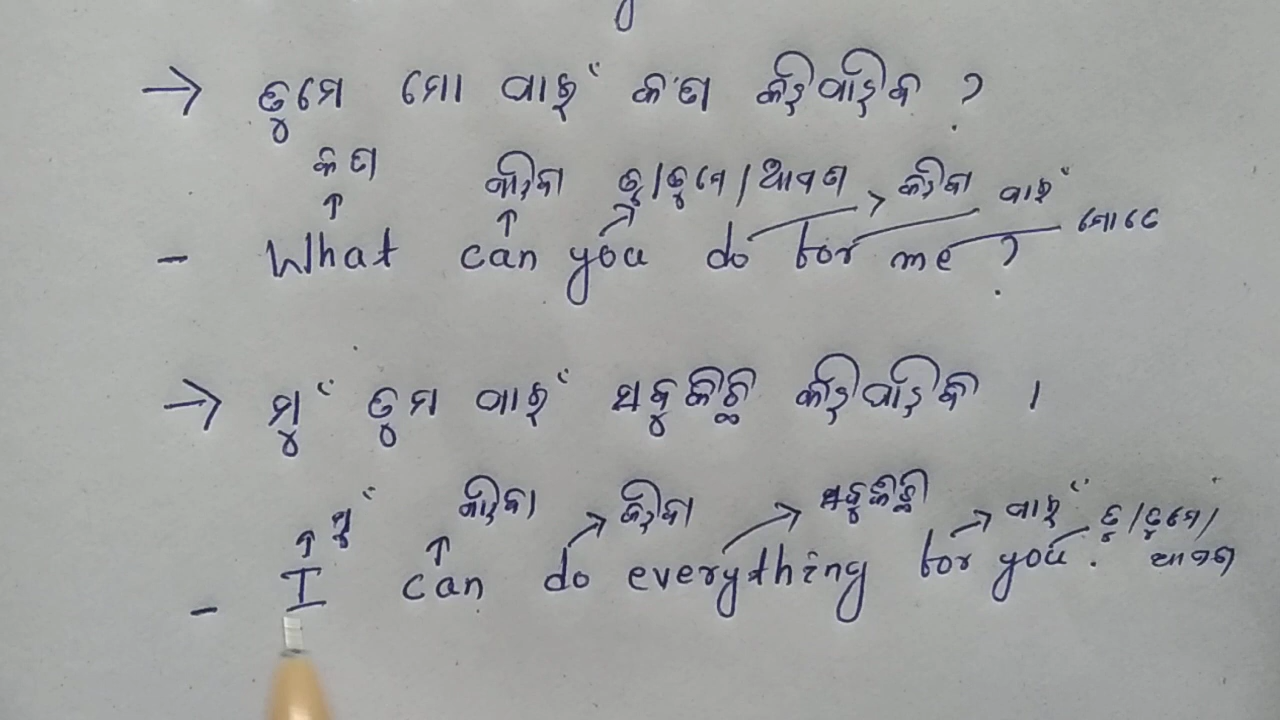 → ତୁମେ ମୋ ପାଇଁ କ'ଣ କରିପାରିବ ?
କଣ ପାରିବା ତୁ/ତୁମେ/ଆପଣ କରିବା ପାଇଁ ମୋତେ
- What can you do for me ?
→ ମୁଁ ତୁମ ପାଇଁ ସବୁକିଛି କରିପାରିବି ।
ମୁଁ ପାରିବା କରିବା ସବୁକିଛି ପାଇଁ ତୁ/ତୁମେ/ଆପଣ
- I can do everything for you.